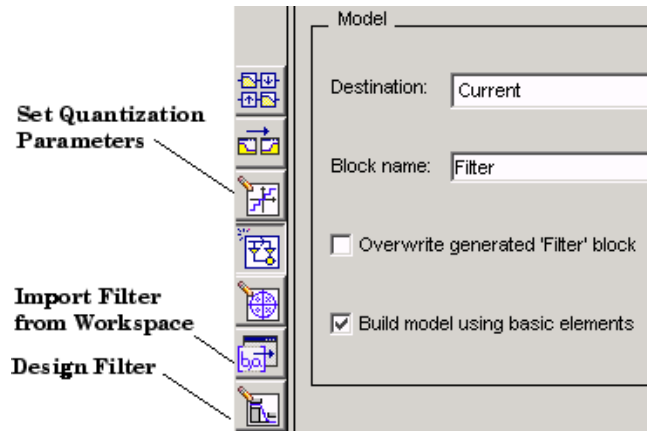 Model
Destination:
Current
Set Quantization
Parameters
Block name:
Filter
Overwrite generated 'Filter' block
Import Filter
from Workspace
Build model using basic elements
[b,a]
Design Filter